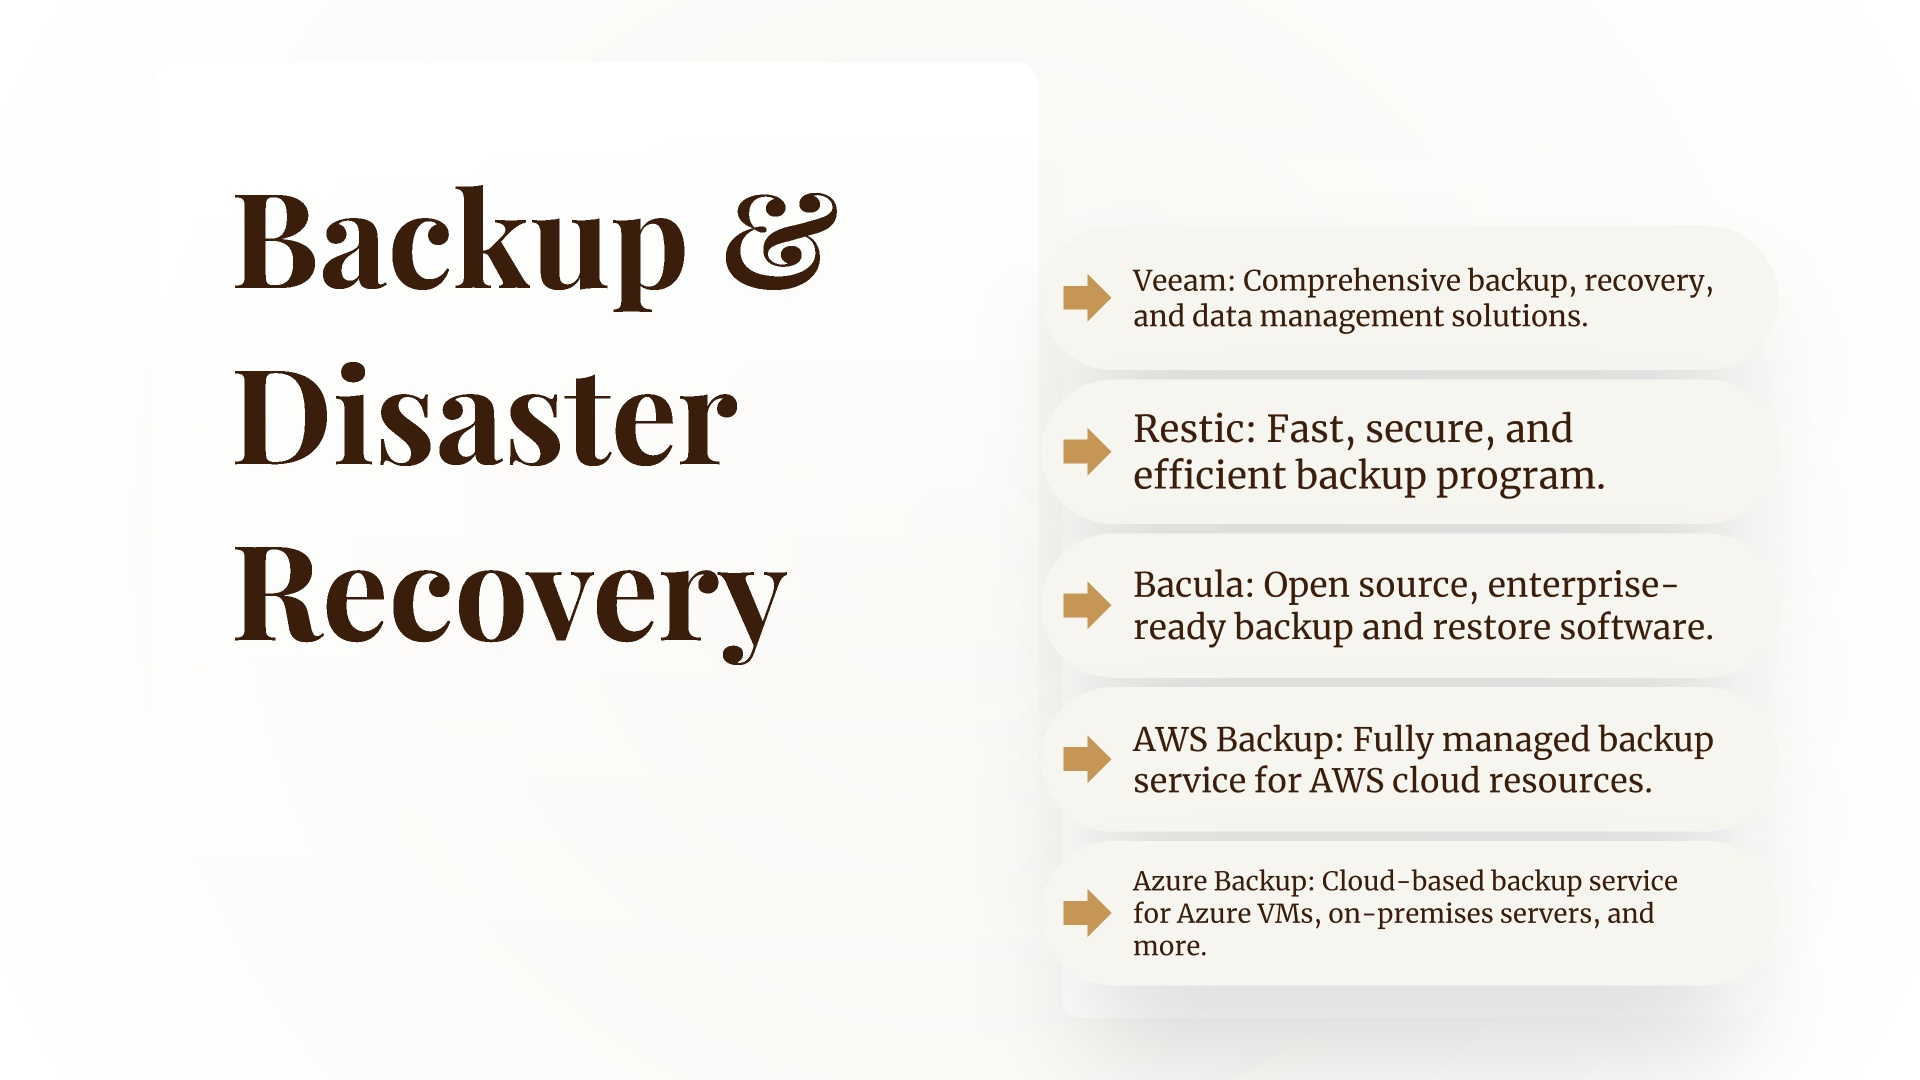 Backup &
Disaster
Recovery
Veeam: Comprehensive backup, recovery,
and data management solutions.
Restic: Fast, secure, and
efficient backup program.
Bacula: Open source, enterprise-
ready backup and restore software.
AWS Backup: Fully managed backup
service for AWS cloud resources.
Azure Backup: Cloud-based backup service
for Azure VMs, on-premises servers, and
more.